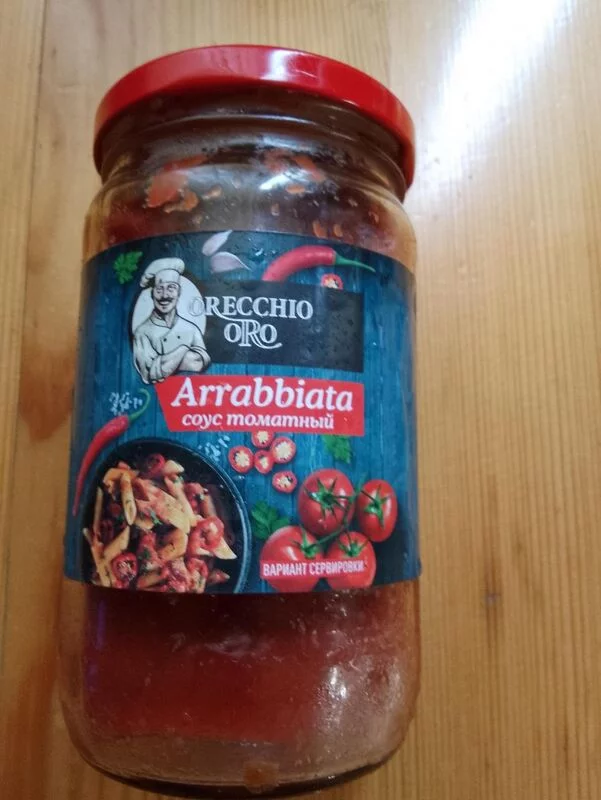 ORECCHIO
ORO
Arrabbiata
соус томатный
ВАРИАНТ СЕРВИРОВКИ